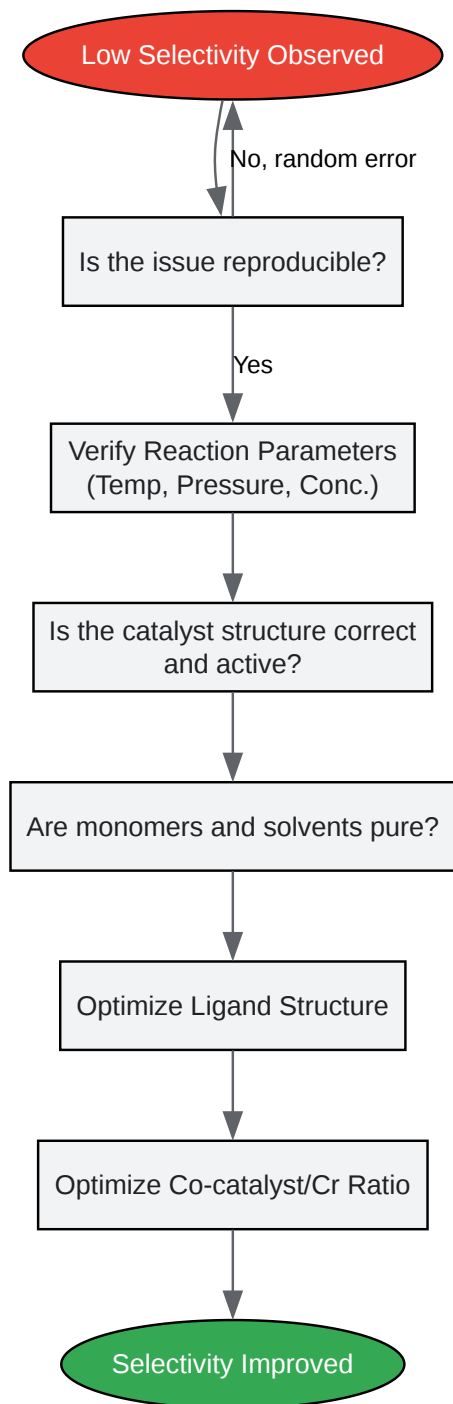 Low Selectivity Observed
No, random error
Is the issue reproducible?
Yes
Verify Reaction Parameters
(Temp, Pressure, Conc.)
Is the catalyst structure correct
and active?
Are monomers and solvents pure?
Optimize Ligand Structure
Optimize Co-catalyst/Cr Ratio
Selectivity Improved